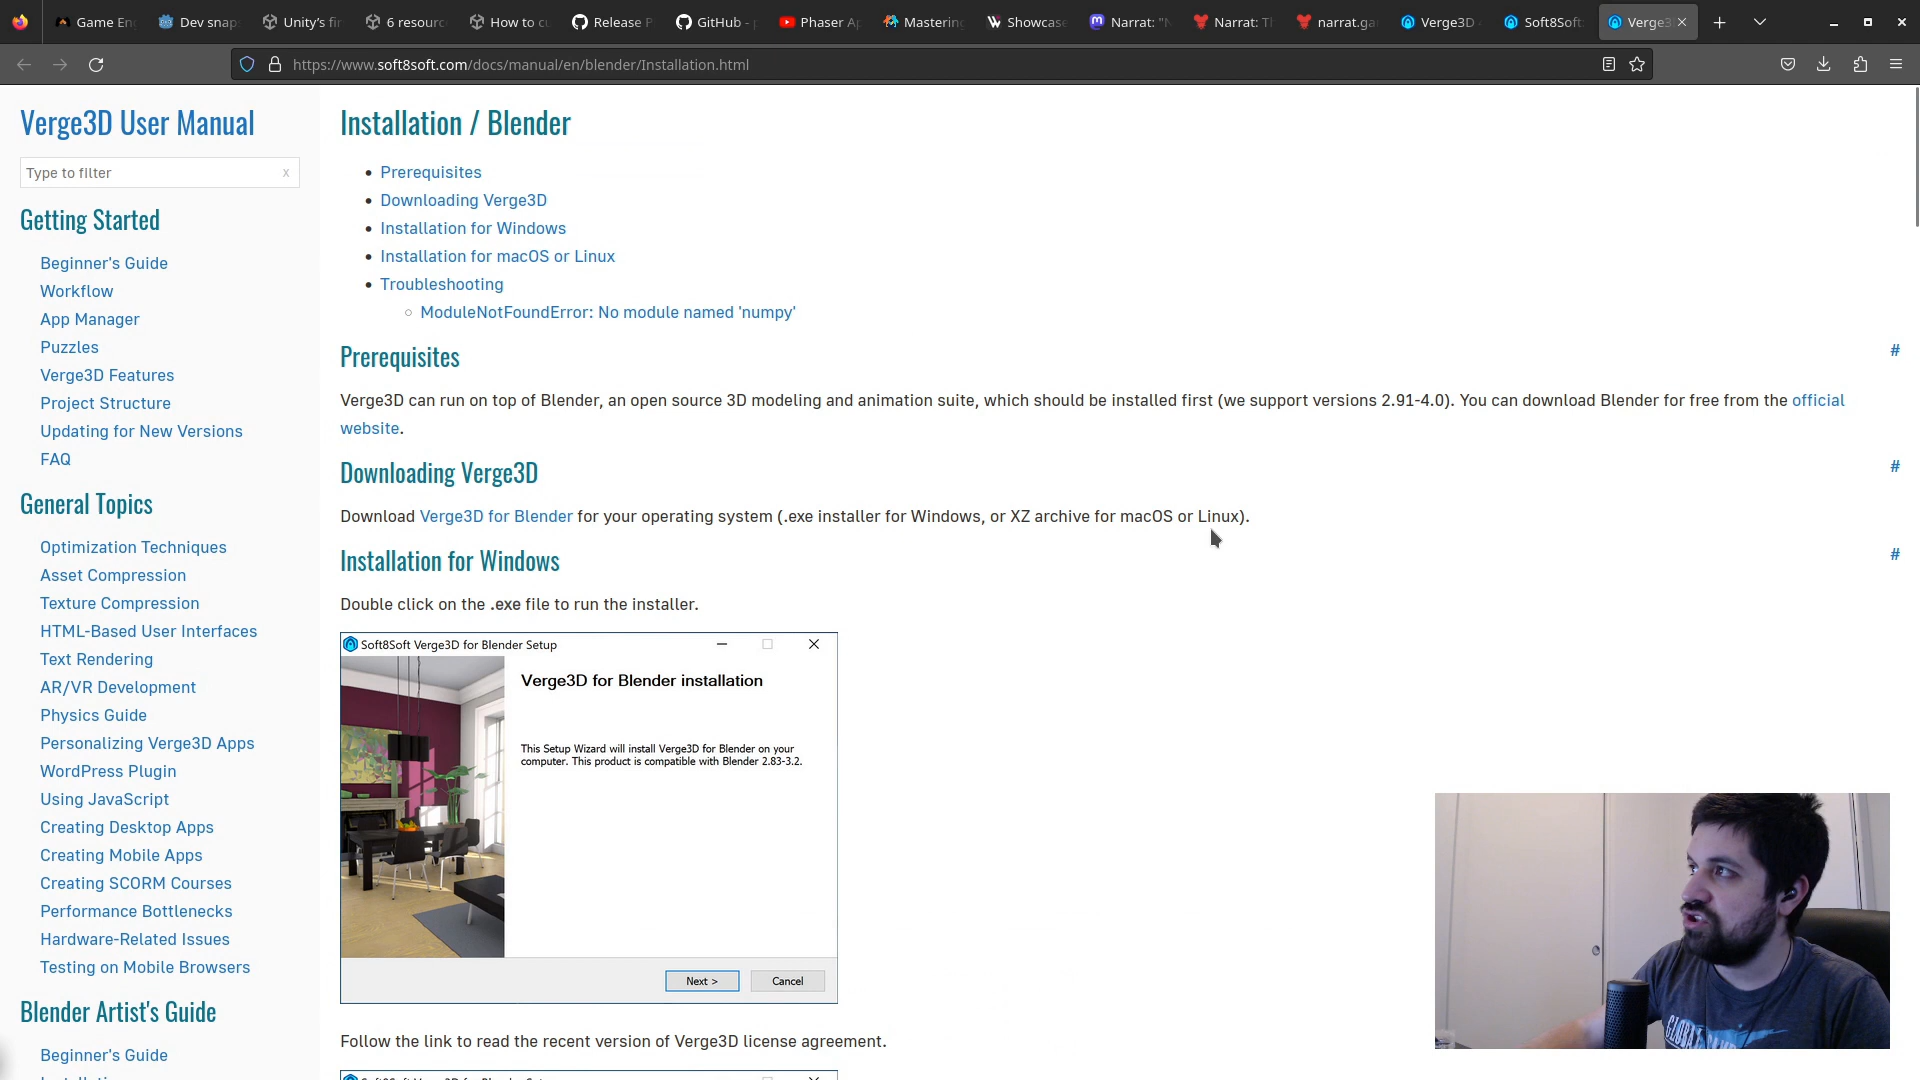 Game En
Dev snap
Unity's fir
6 resourc
How to c
Release P
GitHub - p
Phaser Ap
Mastering
Showcase
Narrat: "N
Narrat: Th
narrat.ga
Verge3D
Soft8Soft
Verge3
https://www.soft8soft.com/docs/manual/en/blender/Installation.html
Verge3D User Manual
Type to filter
x
Getting Started
Beginner's Guide
Workflow
App Manager
Puzzles
Verge3D Features
Project Structure
Updating for New Versions
FAQ
General Topics
Optimization Techniques
Asset Compression
Texture Compression
HTML-Based User Interfaces
Text Rendering
AR/VR Development
Physics Guide
Personalizing Verge3D Apps
WordPress Plugin
Using JavaScript
Creating Desktop Apps
Creating Mobile Apps
Creating SCORM Courses
Performance Bottlenecks
Hardware-Related Issues
Testing on Mobile Browsers
Blender Artist's Guide
Beginner's Guide
Installation / Blender
Prerequisites
Downloading Verge3D
Installation for Windows
Installation for macOS or Linux
Troubleshooting
ModuleNotFoundError: No module named 'numpy'
Prerequisites
#
Verge3D can run on top of Blender, an open source 3D modeling and animation suite, which should be installed first (we support versions 2.91-4.0). You can download Blender for free from the official
website.
Downloading Verge3D
#
Download Verge3D for Blender for your operating system (.exe installer for Windows, or XZ archive for macOS or Linux).
Installation for Windows
#
Double click on the .exe file to run the installer.
Soft8Soft Verge3D for Blender Setup
Verge3D for Blender installation
This Setup Wizard will install Verge3D for Blender on your
computer. This product is compatible with Blender 2.83-3.2.
Next >
Cancel
Follow the link to read the recent version of Verge3D license agreement.